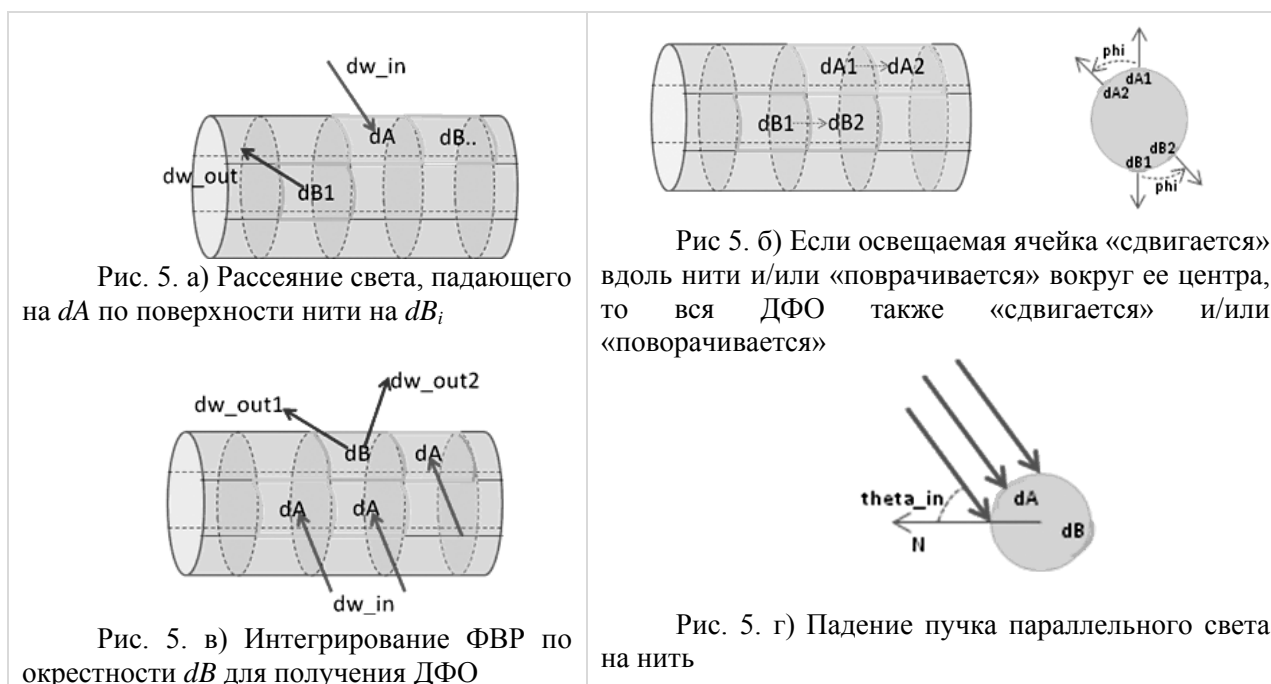 dw_in
dA
dB..
dw_out
dB1
Рис. 5. а) Рассеяние света, падающего
на dA по поверхности нити на dBi
dA1
dA2
dB1
dB2
phi
dA1
dA2
dB2
dB1
phi
Рис 5. б) Если освещаемая ячейка «сдвигается»
вдоль нити и/или «поврачивается» вокруг ее центра,
то вся ДФО также «сдвигается» и/или
«поворачивается»
dw_out2
dw_out1
dB
dA
dA
dA
dw_in
Рис. 5. в) Интегрирование ФВР по
окрестности dB для получения ДФО
theta_in
dA
N
dB
Рис. 5. г) Падение пучка параллельного света
на нить